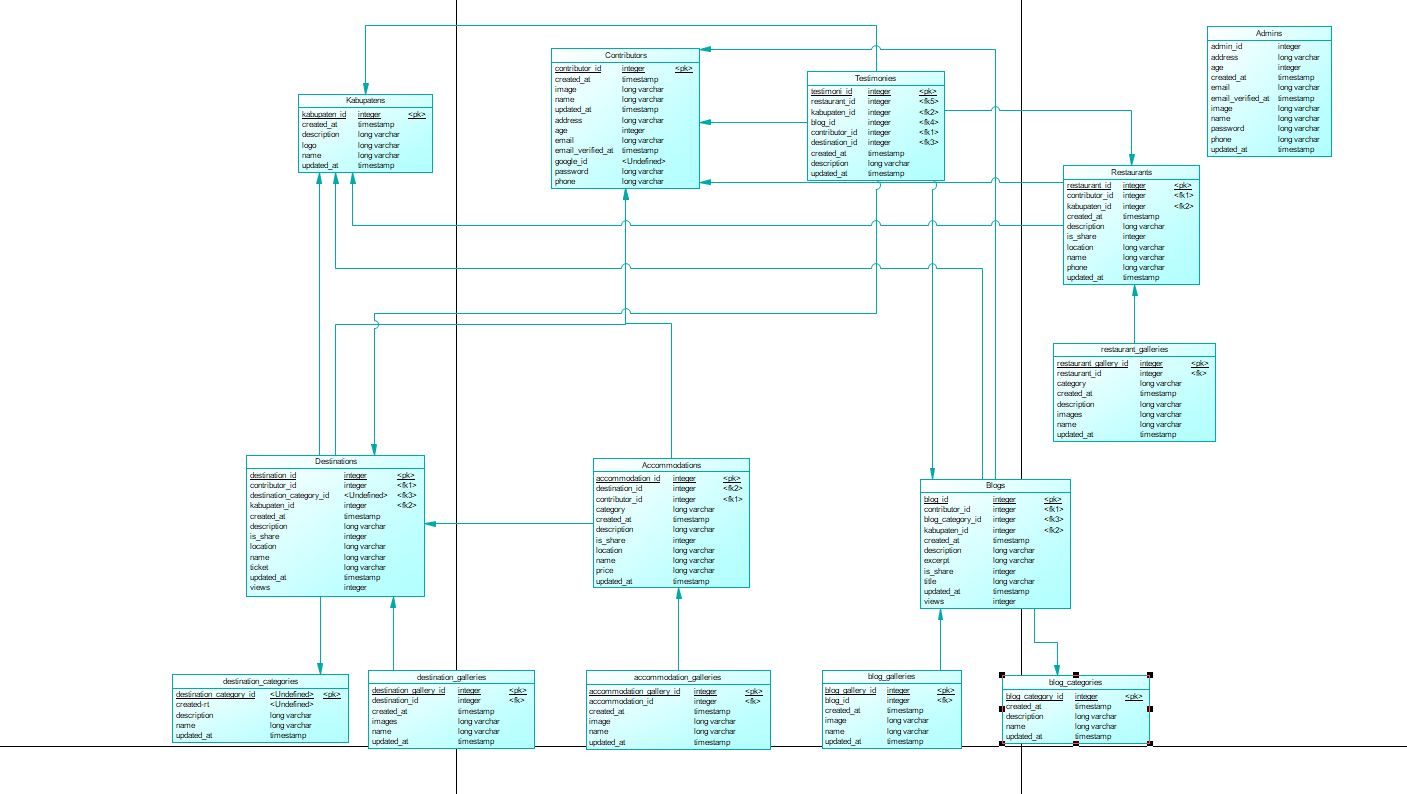 Kabupatens
kabupaten_id integer <pk>
created_at timestamp
description long varchar
logo long varchar
name long varchar
updated_at timestamp
Contributors
contributor_id integer <pk>
created_at timestamp
image long varchar
name long varchar
updated_at timestamp
address long varchar
age integer
email long varchar
email_verified_at timestamp
google_id <Undefined>
password long varchar
phone long varchar
Testimonies
testimoni_id integer <pk>
restaurant_id integer <fk5>
kabupaten_id integer <fk2>
blog_id integer <fk4>
contributor_id integer <fk1>
destination_id integer <fk3>
created_at timestamp
description long varchar
updated_at timestamp
Admins
admin_id integer
address long varchar
age integer
created_at timestamp
email long varchar
email_verified_at timestamp
image long varchar
name long varchar
password long varchar
phone long varchar
updated_at timestamp
Restaurants
restaurant_id integer <pk>
contributor_id integer <fk1>
kabupaten_id integer <fk2>
created_at timestamp
description long varchar
is_share integer
location long varchar
name long varchar
phone long varchar
updated_at timestamp
restaurant_galleries
restaurant_gallery_id integer <pk>
restaurant_id integer <fk>
category long varchar
created_at timestamp
description long varchar
images long varchar
name long varchar
updated_at timestamp
Destinations
destination_id integer <pk>
contributor_id integer <fk1>
destination_category_id <Undefined> <fk3>
kabupaten_id integer <fk2>
created_at timestamp
description long varchar
is_share integer
location long varchar
name long varchar
ticket long varchar
updated_at timestamp
views integer
Accommodations
accommodation_id integer <pk>
destination_id integer <fk2>
contributor_id integer <fk1>
category long varchar
created_at timestamp
description long varchar
is_share integer
location long varchar
name long varchar
price long varchar
updated_at timestamp
Blogs
blog_id integer <pk>
contributor_id integer <fk1>
blog_category_id integer <fk3>
kabupaten_id integer <fk2>
created_at timestamp
description long varchar
excerpt long varchar
is_share integer
title long varchar
updated_at timestamp
views integer
destination_categories
destination_category_id <Undefined> <pk>
created-rt <Undefined>
description long varchar
name long varchar
updated_at timestamp
destination_galleries
destination_gallery_id integer <pk>
destination_id integer <fk>
created_at timestamp
images long varchar
name long varchar
updated_at timestamp
accommodation_galleries
accommodation_gallery_id integer <pk>
accommodation_id integer <fk>
created_at timestamp
image long varchar
name long varchar
updated_at timestamp
blog_galleries
blog_gallery_id integer <pk>
blog_id integer <fk>
created_at timestamp
image long varchar
name long varchar
updated_at timestamp
blog_categories
blog_category_id integer <pk>
created_at timestamp
description long varchar
name long varchar
updated_at timestamp